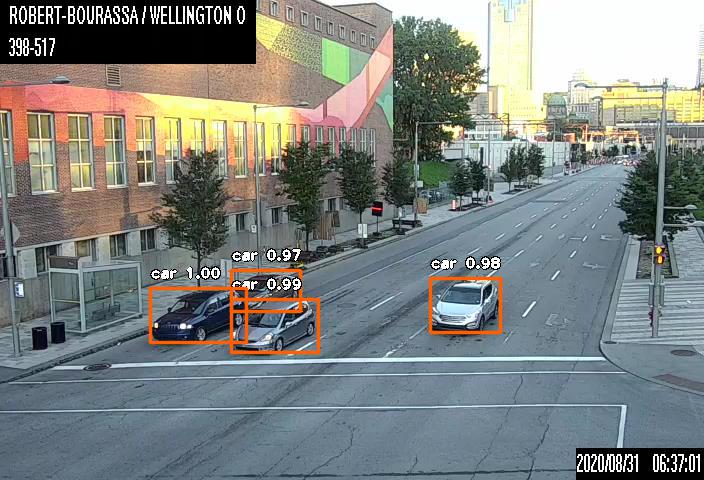 ROBERT-BOURASSA / WELLINGTON O
398-517
car 0.97
car 1.00
car 0.99
car 0.98
2020/08/31 06:37:01